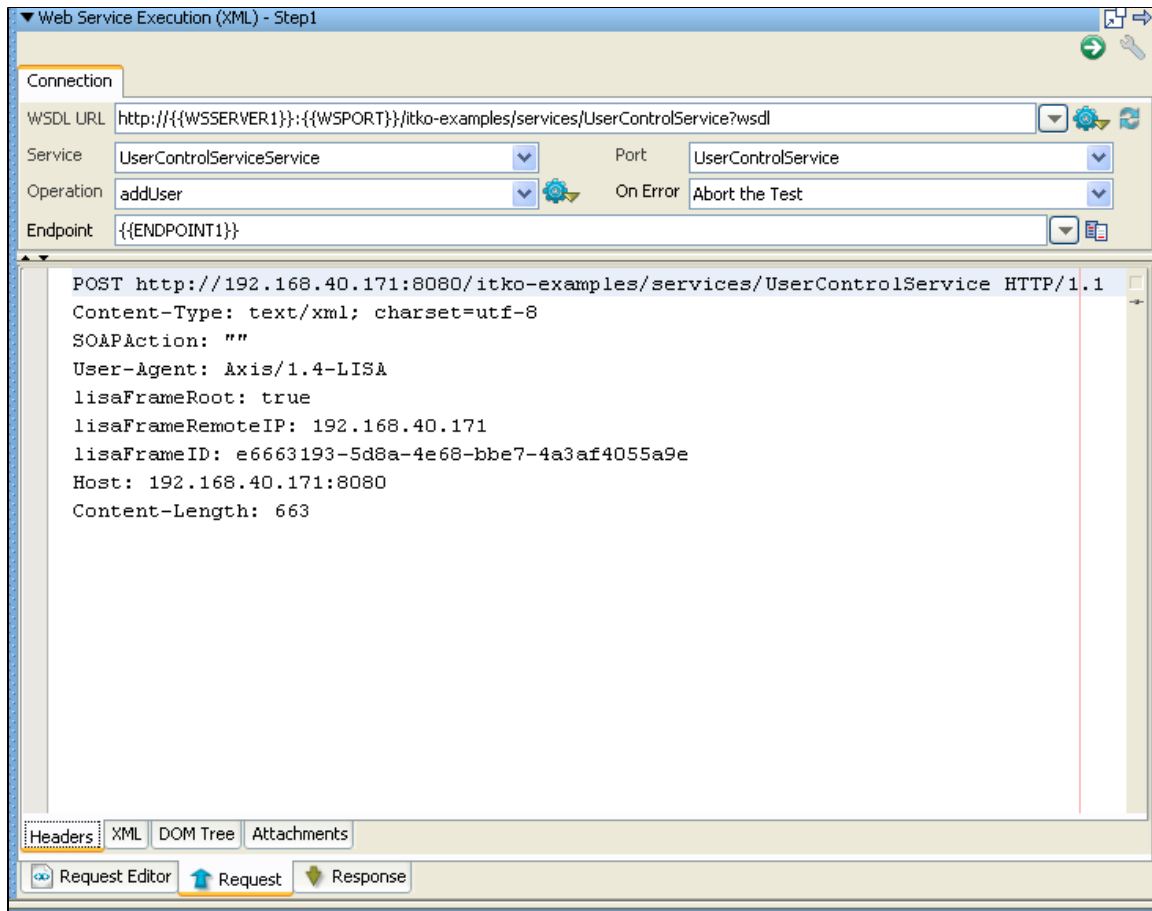 Web Service Execution (XML) - Step1
Connection
WSDL URL http://{{WSSERVER1}}:{{WSPORT}}/itko-examples/services/UserControlService?wsdl
Service UserControlServiceService Port UserControlService
Operation addUser On Error Abort the Test
Endpoint {{ENDPOINT1}}
POST http://192.168.40.171:8080/itko-examples/services/UserControlService HTTP/1.1
Content-Type: text/xml; charset=utf-8
SOAPAction: ""
User-Agent: Axis/1.4-LISA
lisaFrameRoot: true
lisaFrameRemoteIP: 192.168.40.171
lisaFrameID: e6663193-5d8a-4e68-bbe7-4a3af4055a9e
Host: 192.168.40.171:8080
Content-Length: 663
Headers XML DOM Tree Attachments
Request Editor Request Response